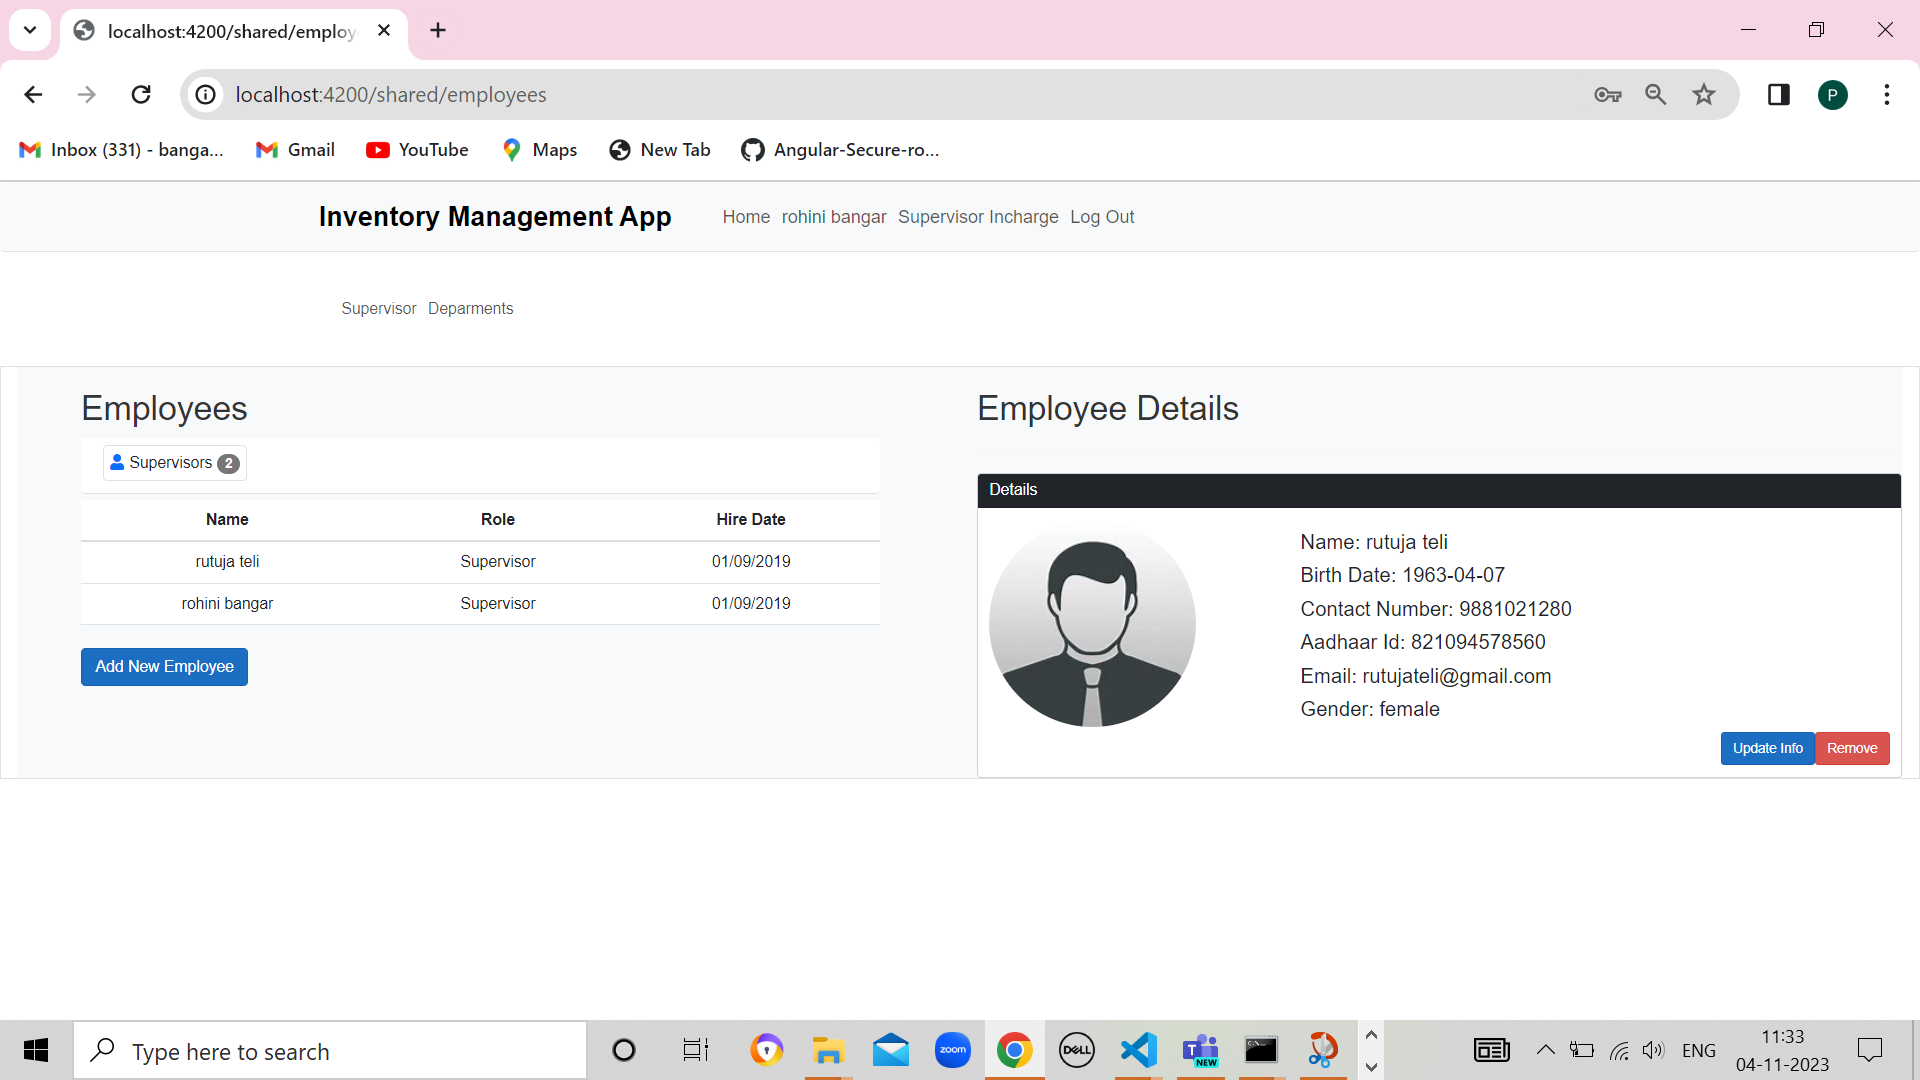 localhost:4200/shared/employ
localhost:4200/shared/employees
P
Inbox (331) - banga... Gmail YouTube Maps New Tab Angular-Secure-ro...
Inventory Management App Home rohini bangar Supervisor Incharge Log Out
Supervisor Deparments
Employees
Supervisors 2
Name Role Hire Date
rutuja teli Supervisor 01/09/2019
rohini bangar Supervisor 01/09/2019
Add New Employee
Employee Details
Details
Name: rutuja teli
Birth Date: 1963-04-07
Contact Number: 9881021280
Aadhaar Id: 821094578560
Email: rutujateli@gmail.com
Gender: female
Update Info Remove
Type here to search
zoom
DELL
T
NEW
C:\
ENG
11:33
04-11-2023